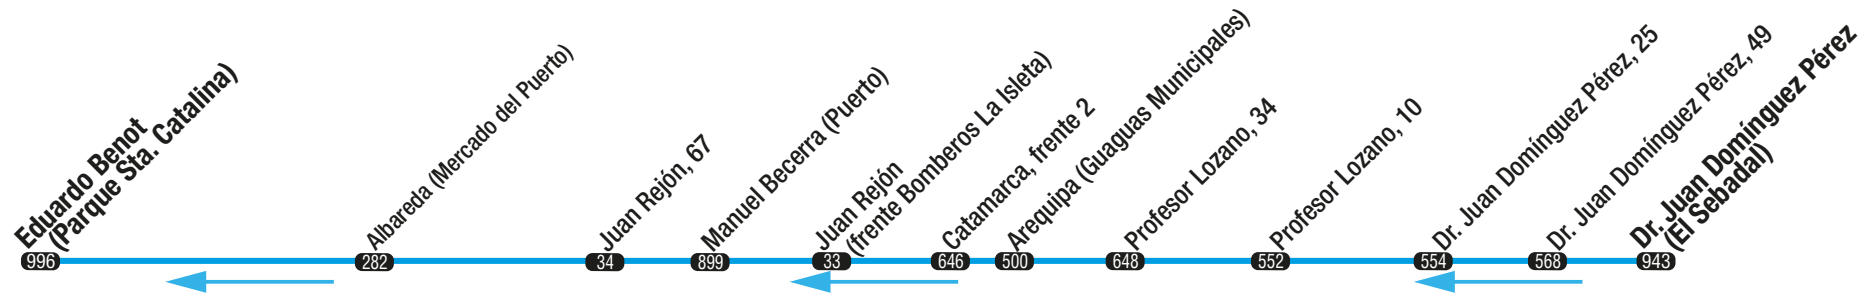 Eduardo Benot
(Parque Sta. Catalina)
Albareda (Mercado del Puerto)
Juan Rejón, 67
Manuel Becerra (Puerto)
Juan Rejón
(frente Bomberos La Isleta)
Catamarca, frente 2
Arequipa (Guaguas Municipales)
Profesor Lozano, 34
Profesor Lozano, 10
Dr. Juan Domínguez Pérez, 25
Dr. Juan Domínguez Pérez, 49
Dr. Juan Domínguez Pérez
(El Sebadal)
996 282 34 899 33 646 500 648 552 554 568 943